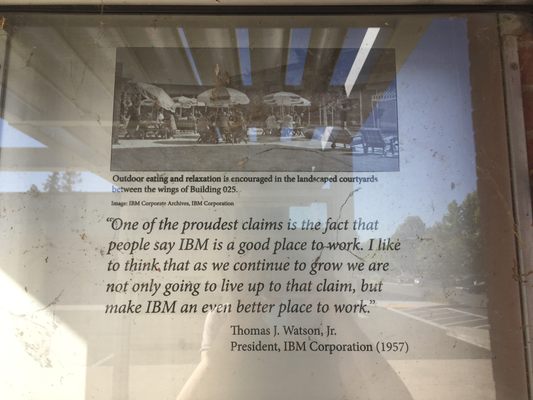 Outdoor eating and relaxation is encouraged in the landscaped courtyards
between the wings of Building 025.
Image: IBM Corporate Archives, IBM Corporation
“One of the proudest claims is the fact that
people say IBM is a good place to work. I like
to think that as we continue to grow we are
not only going to live up to that claim, but
make IBM an even better place to work.”
Thomas J. Watson, Jr.
President, IBM Corporation (1957)